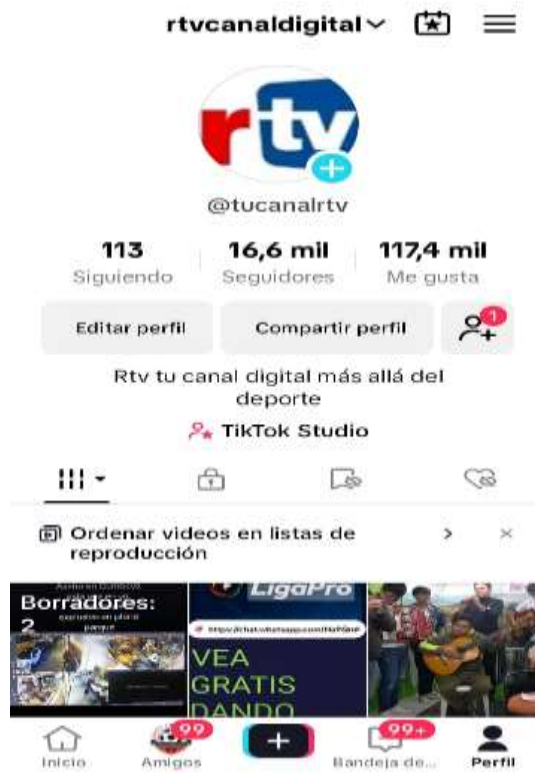 rtvcanaldigital
rtv
@tucanalrtv
113
16,6 mil
117,4 mil
Siguiendo
Seguidores
Me gusta
Editar perfil
Compartir perfil
1
Rtv tu canal digital más allá del
deporte
TikTok Studio
Ordenar videos en listas de
reproducción
Borradores:
2
LigaPro
VEA
GRATIS
DANDO
99
99+
Inicio
Amigos
Bandeja de...
Perfil